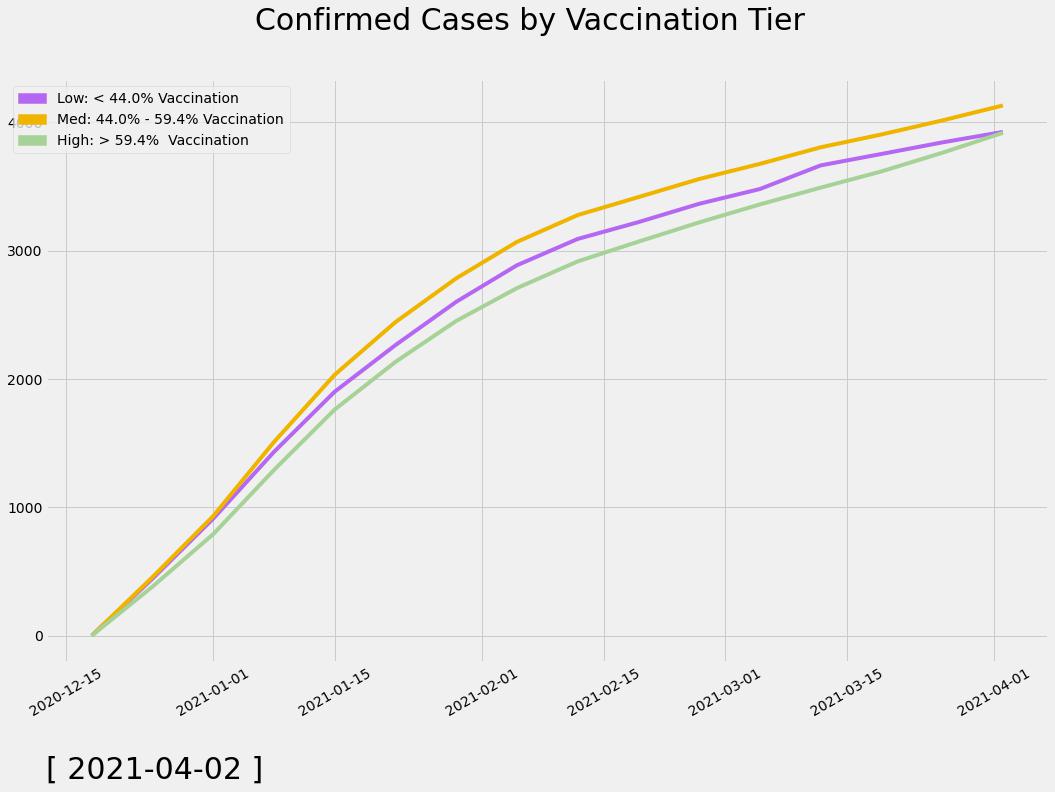 Confirmed Cases by Vaccination Tier
Low: < 44.0% Vaccination
Med: 44.0% - 59.4% Vaccination
High: > 59.4%  Vaccination
4000
3000
2000
1000
0
2020-12-15
2021-01-01
2021-01-15
2021-02-01
2021-02-15
2021-03-01
2021-03-15
2021-04-01
[ 2021-04-02 ]